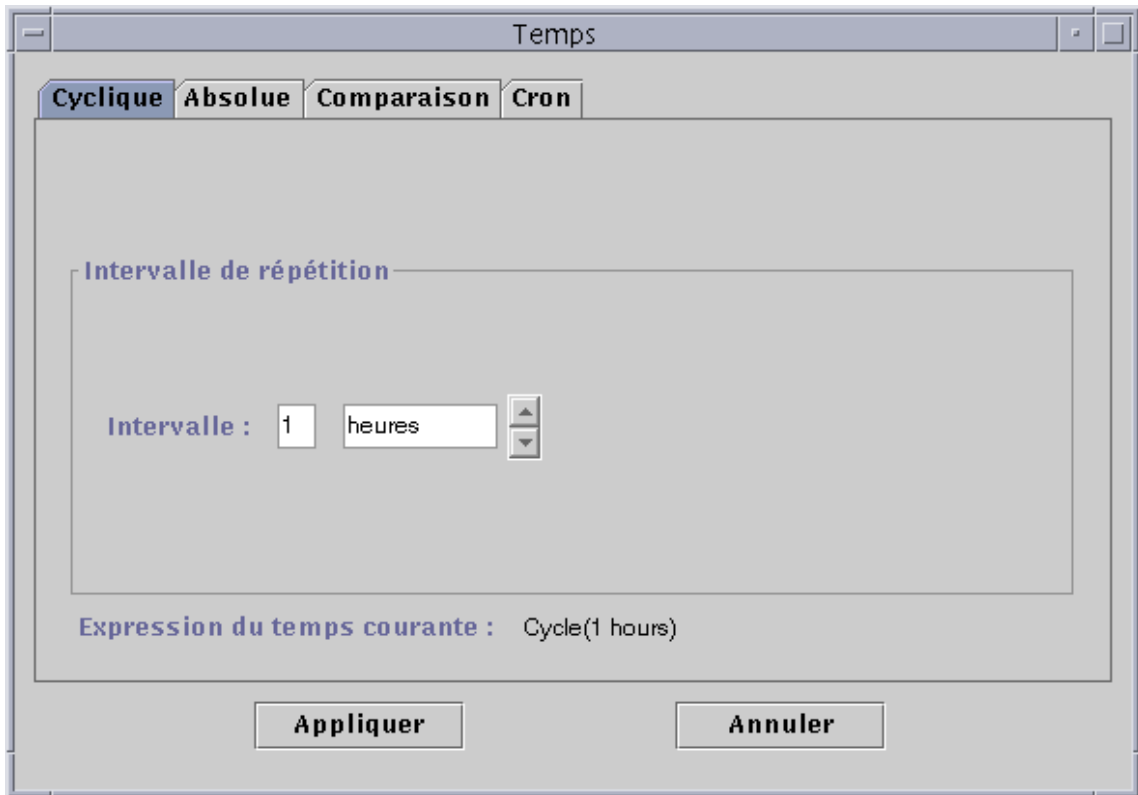 Temps
Cyclique Absolue Comparaison Cron
Intervalle de répétition
Intervalle : 1 heures
Expression du temps courante : Cycle(1 hours)
Appliquer Annuler